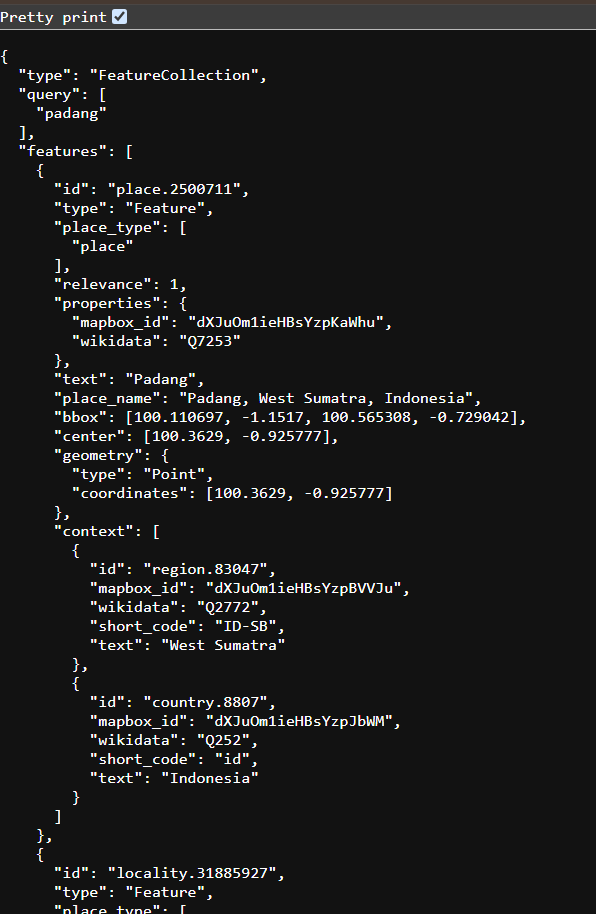 Pretty print
{
"type": "FeatureCollection",
"query": [
"padang"
],
"features": [
{
"id": "place.2500711",
"type": "Feature",
"place_type": [
"place"
],
"relevance": 1,
"properties": {
"mapbox_id": "dXJuOm1ieHBsYzpKaWhu",
"wikidata": "Q7253"
},
"text": "Padang",
"place_name": "Padang, West Sumatra, Indonesia",
"bbox": [100.110697, -1.1517, 100.565308, -0.729042],
"center": [100.3629, -0.925777],
"geometry": {
"type": "Point",
"coordinates": [100.3629, -0.925777]
},
"context": [
{
"id": "region.83047",
"mapbox_id": "dXJuOm1ieHBsYzpBVVJu",
"wikidata": "Q2772",
"short_code": "ID-SB",
"text": "West Sumatra"
},
{
"id": "country.8807",
"mapbox_id": "dXJuOm1ieHBsYzpJbWM",
"wikidata": "Q252",
"short_code": "id",
"text": "Indonesia"
}
]
},
{
"id": "locality.31885927",
"type": "Feature",
"place_type": [